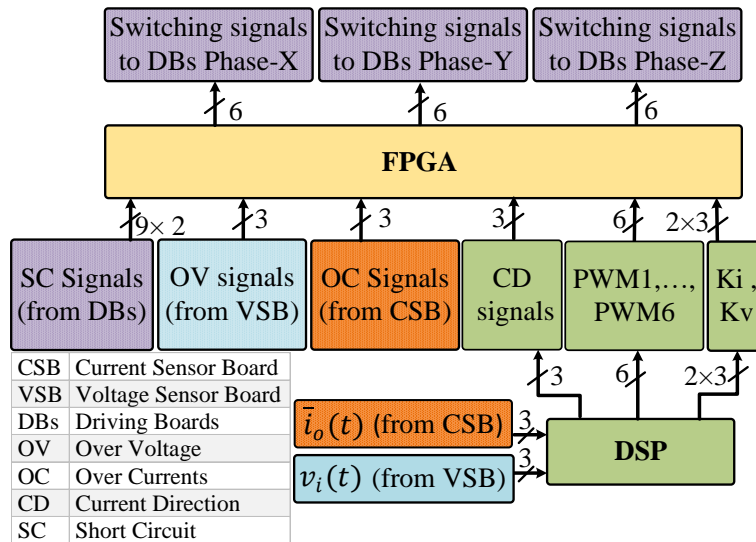 Switching signals
to DBs Phase-X
Switching signals
to DBs Phase-Y
Switching signals
to DBs Phase-Z
6
6
6
FPGA
9× 2
3
3
3
6
2×3
SC Signals
(from DBs)
OV signals
(from VSB)
OC Signals
(from CSB)
CD
signals
PWM1,…,
PWM6
Ki ,
Kv
3
6
2×3
CSB Current Sensor Board
VSB Voltage Sensor Board
DBs Driving Boards
OV Over Voltage
OC Over Currents
CD Current Direction
SC Short Circuit
i̅ₒ(t) (from CSB)
3
vᵢ(t) (from VSB)
3
DSP